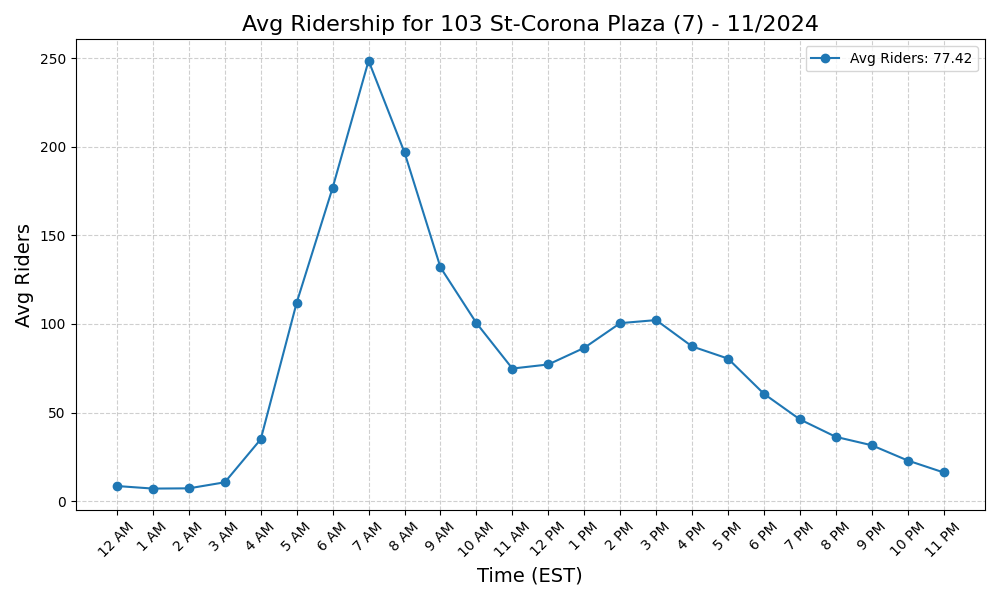 Avg Ridership for 103 St-Corona Plaza (7) - 11/2024
Avg Riders: 77.42
Avg Riders
250
200
150
100
50
0
12 AM
1 AM
2 AM
3 AM
4 AM
5 AM
6 AM
7 AM
8 AM
9 AM
10 AM
11 AM
12 PM
1 PM
2 PM
3 PM
4 PM
5 PM
6 PM
7 PM
8 PM
9 PM
10 PM
11 PM
Time (EST)